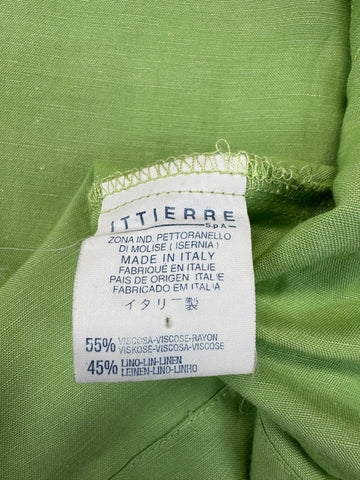 ITTIERRE
S.p.A.
ZONA IND. PETTORANELLO
DI MOLISE (ISERNIA)
MADE IN ITALY
FABRIQUÉ EN ITALIE
PAIS DE ORIGEN ITALIE
FABRICADO EM ITALIA
イタリー製
55% VISCOSA-VISCOSE-RAYON
VISKOSE-VISCOSA-VISCOSE
45% LINO-LIN-LINEN
LEINEN-LINO-LINHO